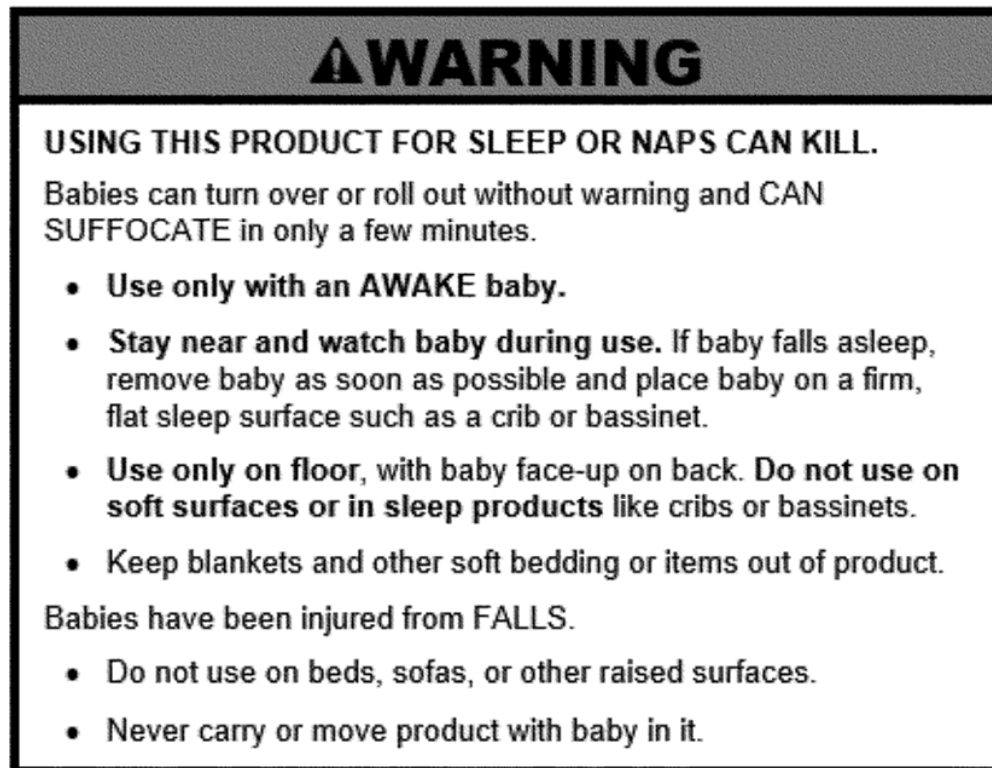 ⚠WARNING
USING THIS PRODUCT FOR SLEEP OR NAPS CAN KILL.
Babies can turn over or roll out without warning and CAN
SUFFOCATE in only a few minutes.
• Use only with an AWAKE baby.
• Stay near and watch baby during use. If baby falls asleep,
remove baby as soon as possible and place baby on a firm,
flat sleep surface such as a crib or bassinet.
• Use only on floor, with baby face-up on back. Do not use on
soft surfaces or in sleep products like cribs or bassinets.
• Keep blankets and other soft bedding or items out of product.
Babies have been injured from FALLS.
• Do not use on beds, sofas, or other raised surfaces.
• Never carry or move product with baby in it.